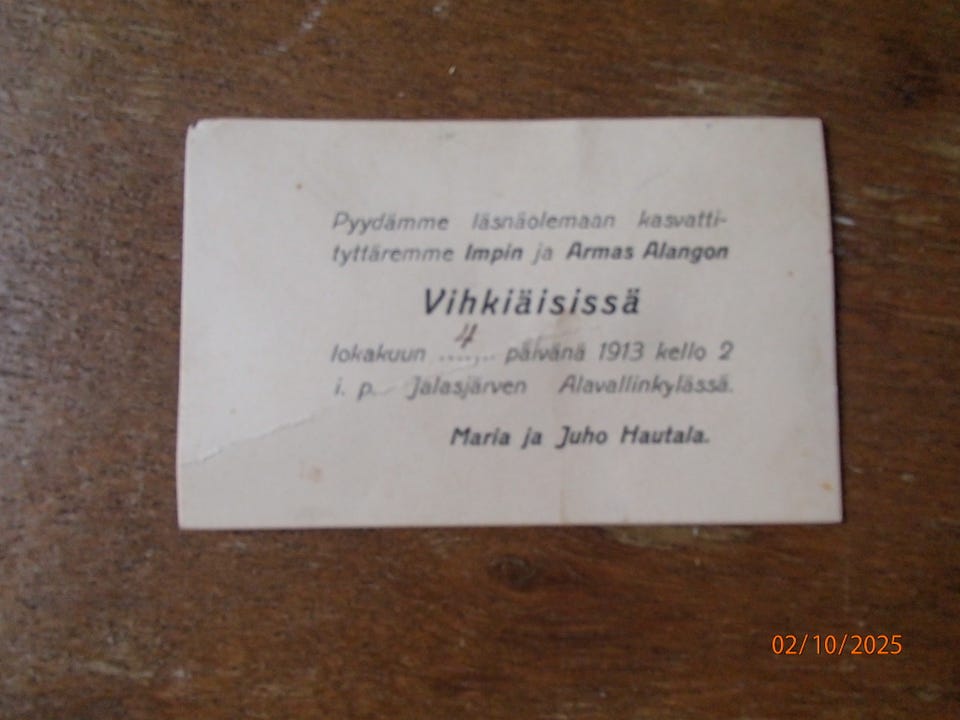 Pyydämme läsnäolemaan kasvatti-
tyttäremme Impin ja Armas Alangon
Vihkiäisissä
lokakuun ..4.. päivänä 1913 kello 2
i. p. Jalasjärven Alavallinkylässä.
Maria ja Juho Hautala.
02/10/2025